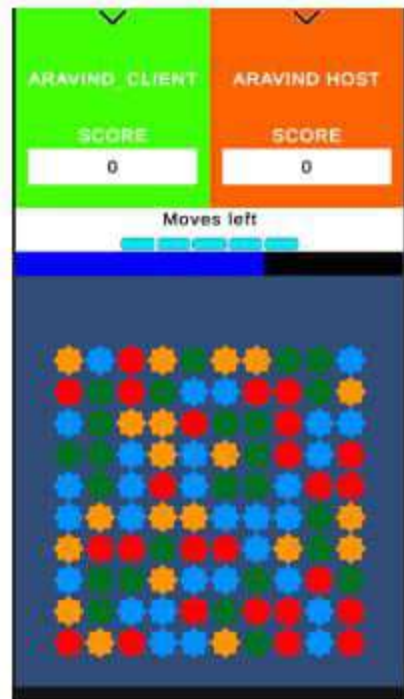 ARAVIND_CLIENT
ARAVIND HOST
SCORE
SCORE
0
0
Moves left